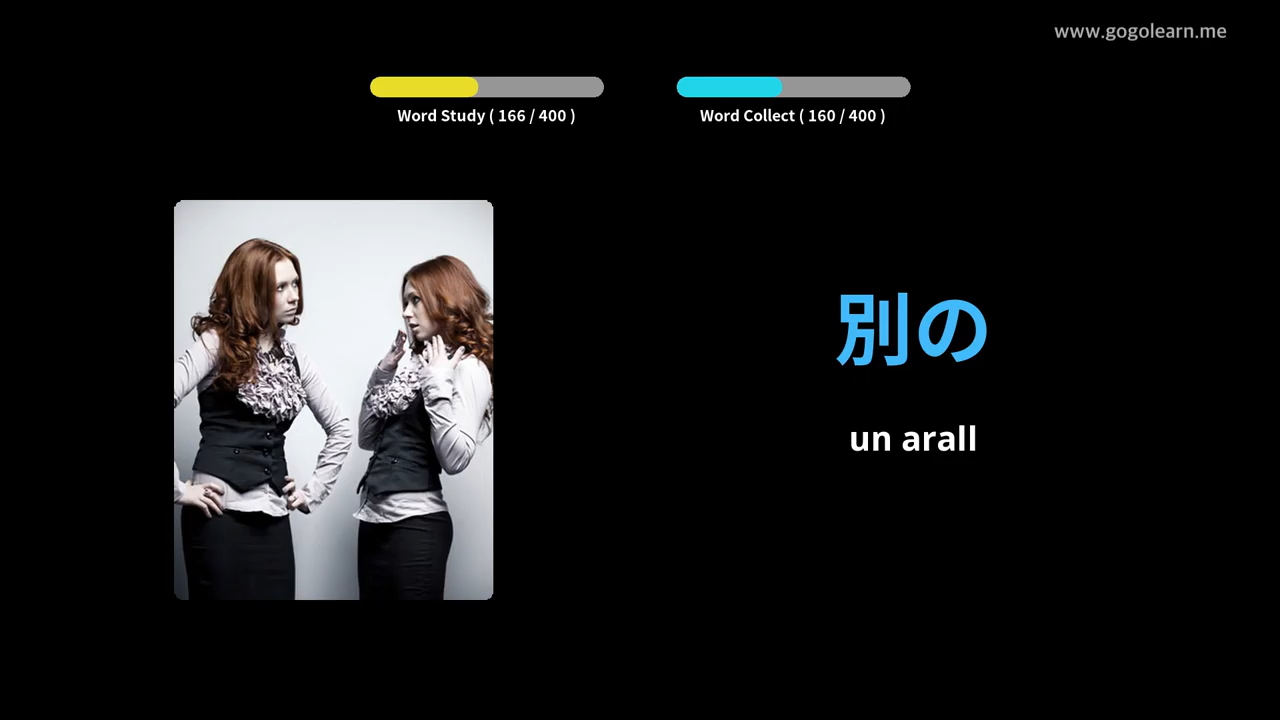 www.gogolearn.me
Word Study ( 166 / 400 )
Word Collect ( 160 / 400 )
別の
un arall